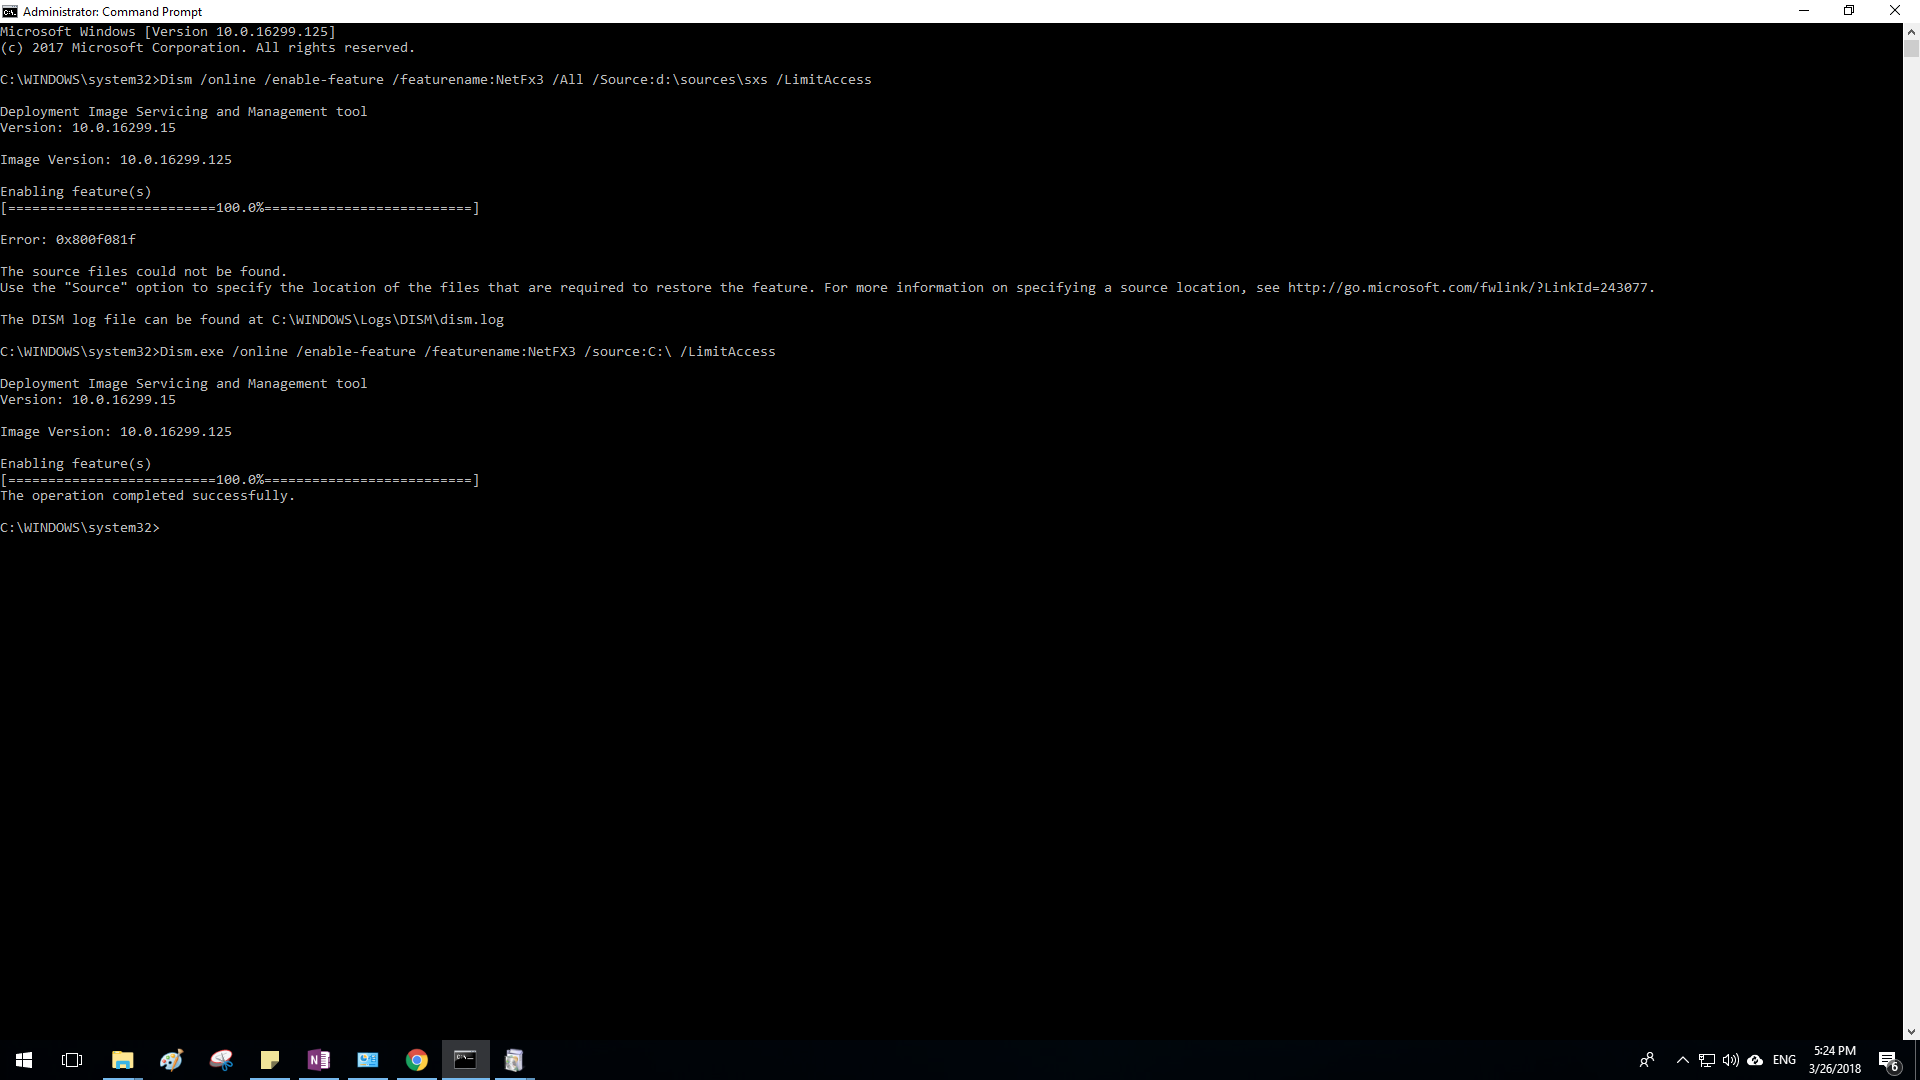 Administrator: Command Prompt
Microsoft Windows [Version 10.0.16299.125]
(c) 2017 Microsoft Corporation. All rights reserved.
C:\WINDOWS\system32>Dism /online /enable-feature /featurename:NetFx3 /All /Source:d:\sources\sxs /LimitAccess
Deployment Image Servicing and Management tool
Version: 10.0.16299.15
Image Version: 10.0.16299.125
Enabling feature(s)
[==========================100.0%==========================]
Error: 0x800f081f
The source files could not be found.
Use the "Source" option to specify the location of the files that are required to restore the feature. For more information on specifying a source location, see http://go.microsoft.com/fwlink/?LinkId=243077.
The DISM log file can be found at C:\WINDOWS\Logs\DISM\dism.log
C:\WINDOWS\system32>Dism.exe /online /enable-feature /featurename:NetFX3 /source:C:\ /LimitAccess
Deployment Image Servicing and Management tool
Version: 10.0.16299.15
Image Version: 10.0.16299.125
Enabling feature(s)
[==========================100.0%==========================]
The operation completed successfully.
C:\WINDOWS\system32>
ENG
5:24 PM
3/26/2018
6